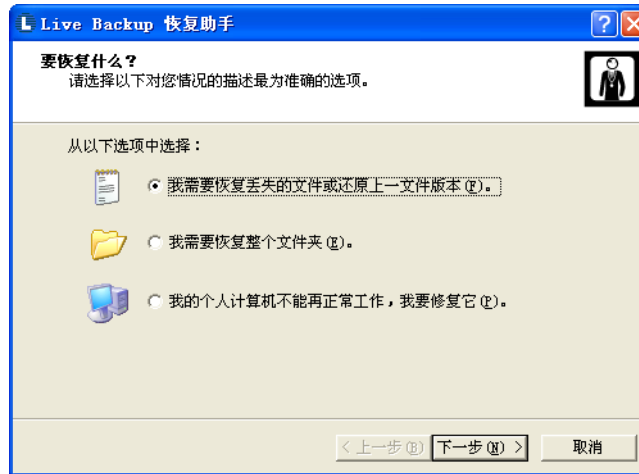 Live Backup 恢复助手
要恢复什么？
请选择以下对您情况的描述最为准确的选项。
从以下选项中选择：
我需要恢复丢失的文件或还原上一文件版本(F)。
我需要恢复整个文件夹(E)。
我的个人计算机不能再正常工作，我要修复它(P)。
< 上一步(B) 下一步(N) > 取消